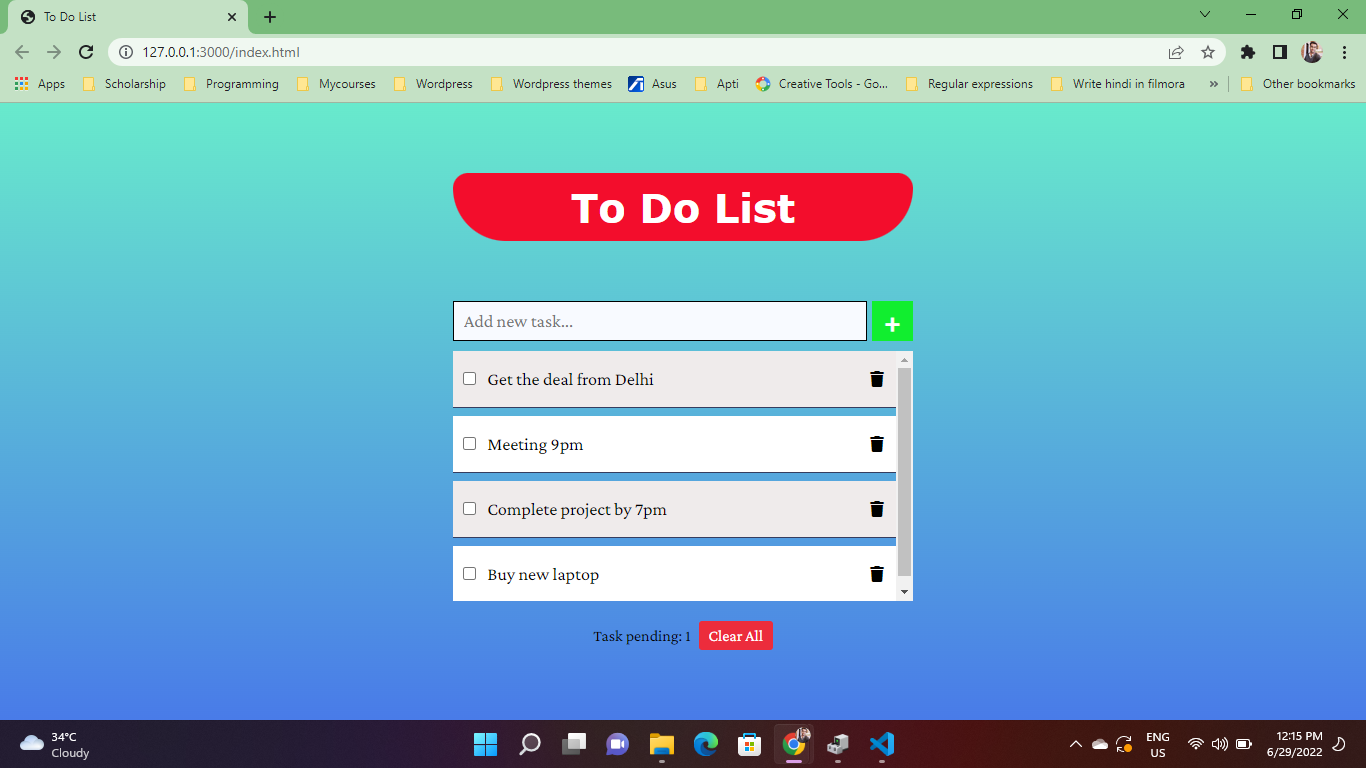 To Do List
127.0.0.1:3000/index.html
Apps Scholarship Programming Mycourses Wordpress Wordpress themes Asus Apti Creative Tools - Go... Regular expressions Write hindi in filmora » Other bookmarks
To Do List
Add new task...
+
Get the deal from Delhi
Meeting 9pm
Complete project by 7pm
Buy new laptop
Task pending: 1 Clear All
34°C
Cloudy
ENG
US
12:15 PM
6/29/2022